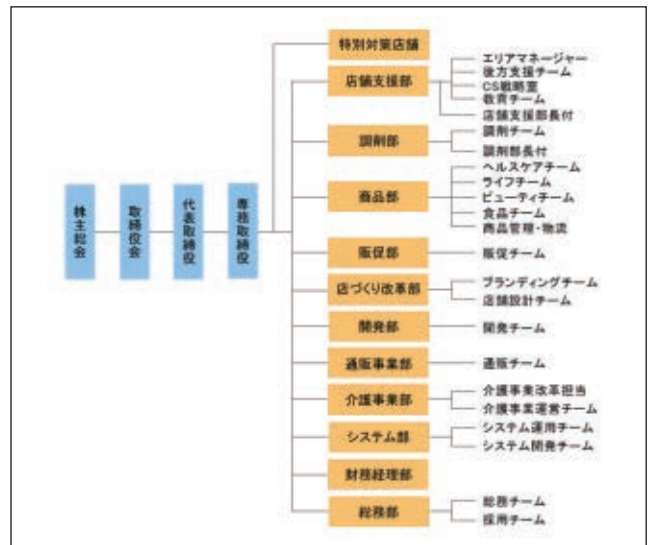 株主総会
取締役会
代表取締役
専務取締役
特別対策店舗
店舗支援部
エリアマネージャー
後方支援チーム
CS戦略室
教育チーム
店舗支援部長付
調剤部
調剤チーム
調剤部長付
商品部
ヘルスケアチーム
ライフチーム
ビューティチーム
食品チーム
商品管理・物流
販促部
販促チーム
店づくり改革部
ブランディングチーム
店舗設計チーム
開発部
開発チーム
通販事業部
通販チーム
介護事業部
介護事業改革担当
介護事業運営チーム
システム部
システム運用チーム
システム開発チーム
財務経理部
総務部
総務チーム
採用チーム